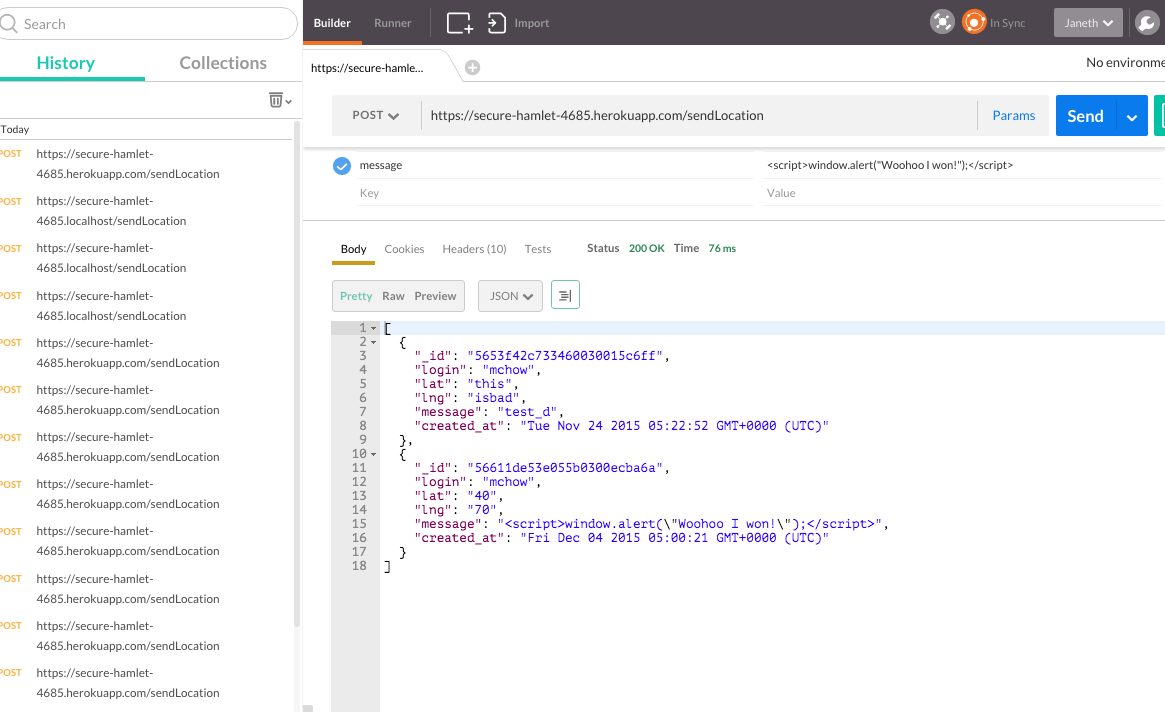 Search
History
Collections
Today
POST
https://secure-hamlet-
4685.herokuapp.com/sendLocation
POST
https://secure-hamlet-
4685.localhost/sendLocation
POST
https://secure-hamlet-
4685.localhost/sendLocation
POST
https://secure-hamlet-
4685.localhost/sendLocation
POST
https://secure-hamlet-
4685.herokuapp.com/sendLocation
POST
https://secure-hamlet-
4685.herokuapp.com/sendLocation
POST
https://secure-hamlet-
4685.herokuapp.com/sendLocation
POST
https://secure-hamlet-
4685.herokuapp.com/sendLocation
POST
https://secure-hamlet-
4685.herokuapp.com/sendLocation
POST
https://secure-hamlet-
4685.herokuapp.com/sendLocation
POST
https://secure-hamlet-
4685.herokuapp.com/sendLocation
POST
https://secure-hamlet-
4685.herokuapp.com/sendLocation
Builder Runner Import In Sync Janeth
https://secure-hamle...
No environme
POST https://secure-hamlet-4685.herokuapp.com/sendLocation Params Send
message <script>window.alert("Woohoo I won!");</script>
Key Value
Body Cookies Headers (10) Tests Status 200 OK Time 76 ms
Pretty Raw Preview JSON
1 [
2 {
3 "_id": "5653f42c733460030015c6ff",
4 "login": "mchow",
5 "lat": "this",
6 "lng": "isbad",
7 "message": "test_d",
8 "created_at": "Tue Nov 24 2015 05:22:52 GMT+0000 (UTC)"
9 },
10 {
11 "_id": "56611de53e055b0300ecba6a",
12 "login": "mchow",
13 "lat": "40",
14 "lng": "70",
15 "message": "<script>window.alert(\"Woohoo I won!\");</script>",
16 "created_at": "Fri Dec 04 2015 05:00:21 GMT+0000 (UTC)"
17 }
18 ]